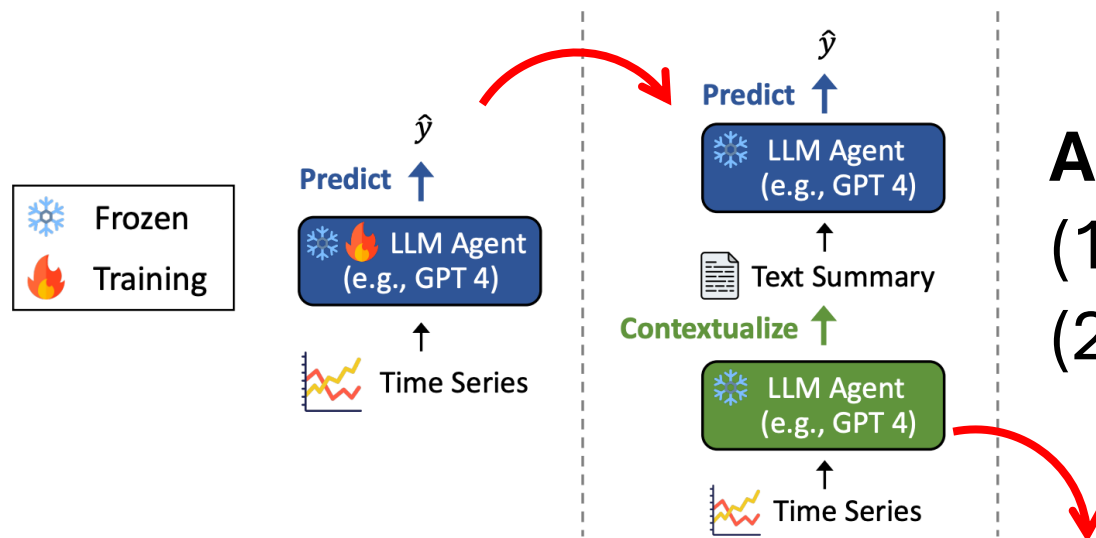 Frozen
Training
ŷ
Predict
LLM Agent
(e.g., GPT 4)
Time Series
ŷ
Predict
LLM Agent
(e.g., GPT 4)
Text Summary
Contextualize
LLM Agent
(e.g., GPT 4)
Time Series
A
(1
(2